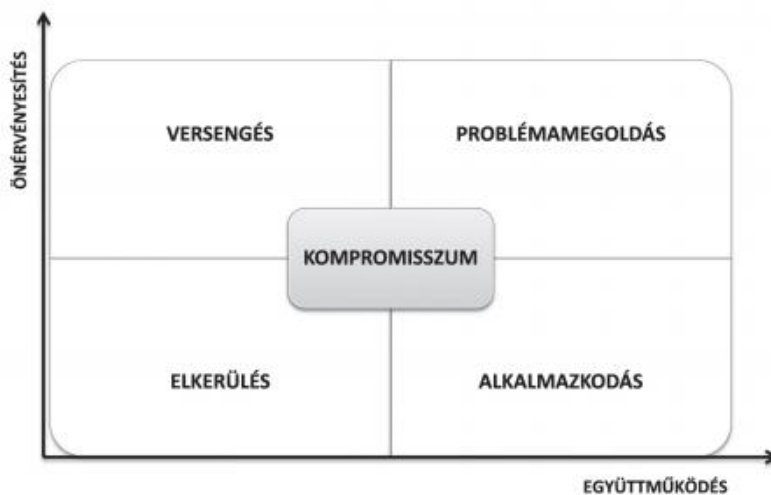 ÖNÉRVÉNYESÍTÉS
VERSENGÉS
PROBLÉMAMEGOLDÁS
KOMPROMISSZUM
ELKERÜLÉS
ALKALMAZKODÁS
EGYÜTTMŰKÖDÉS